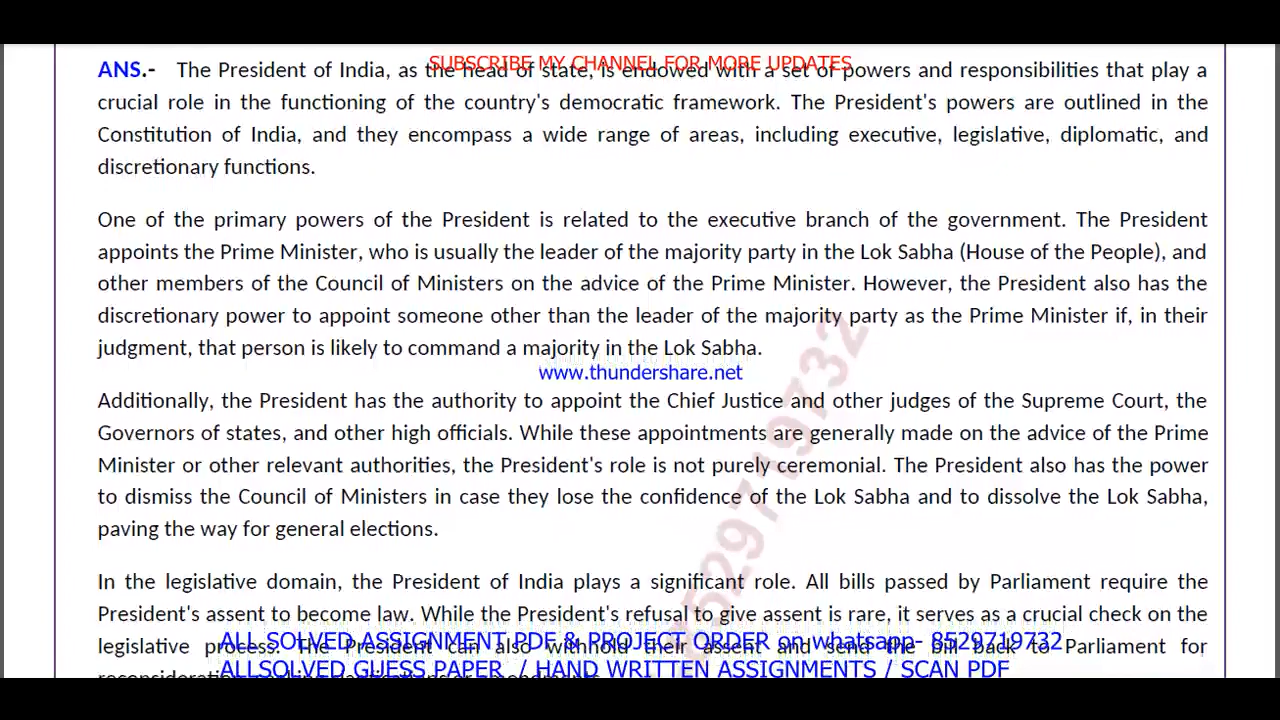 SUBSCRIBE MY CHANNEL FOR MORE UPDATES
ANS.- The President of India, as the head of state, is endowed with a set of powers and responsibilities that play a
crucial role in the functioning of the country's democratic framework. The President's powers are outlined in the
Constitution of India, and they encompass a wide range of areas, including executive, legislative, diplomatic, and
discretionary functions.
One of the primary powers of the President is related to the executive branch of the government. The President
appoints the Prime Minister, who is usually the leader of the majority party in the Lok Sabha (House of the People), and
other members of the Council of Ministers on the advice of the Prime Minister. However, the President also has the
discretionary power to appoint someone other than the leader of the majority party as the Prime Minister if, in their
judgment, that person is likely to command a majority in the Lok Sabha.
www.thundershare.net
Additionally, the President has the authority to appoint the Chief Justice and other judges of the Supreme Court, the
Governors of states, and other high officials. While these appointments are generally made on the advice of the Prime
Minister or other relevant authorities, the President's role is not purely ceremonial. The President also has the power
to dismiss the Council of Ministers in case they lose the confidence of the Lok Sabha and to dissolve the Lok Sabha,
paving the way for general elections.
In the legislative domain, the President of India plays a significant role. All bills passed by Parliament require the
President's assent to become law. While the President's refusal to give assent is rare, it serves as a crucial check on the
legislative process. The President can also withhold their assent and send the bill back to Parliament for
8529719732
ALL SOLVED ASSIGNMENT PDF & PROJECT ORDER on whatsapp- 8529719732
ALLSOLVED GUESS PAPER / HAND WRITTEN ASSIGNMENTS / SCAN PDF